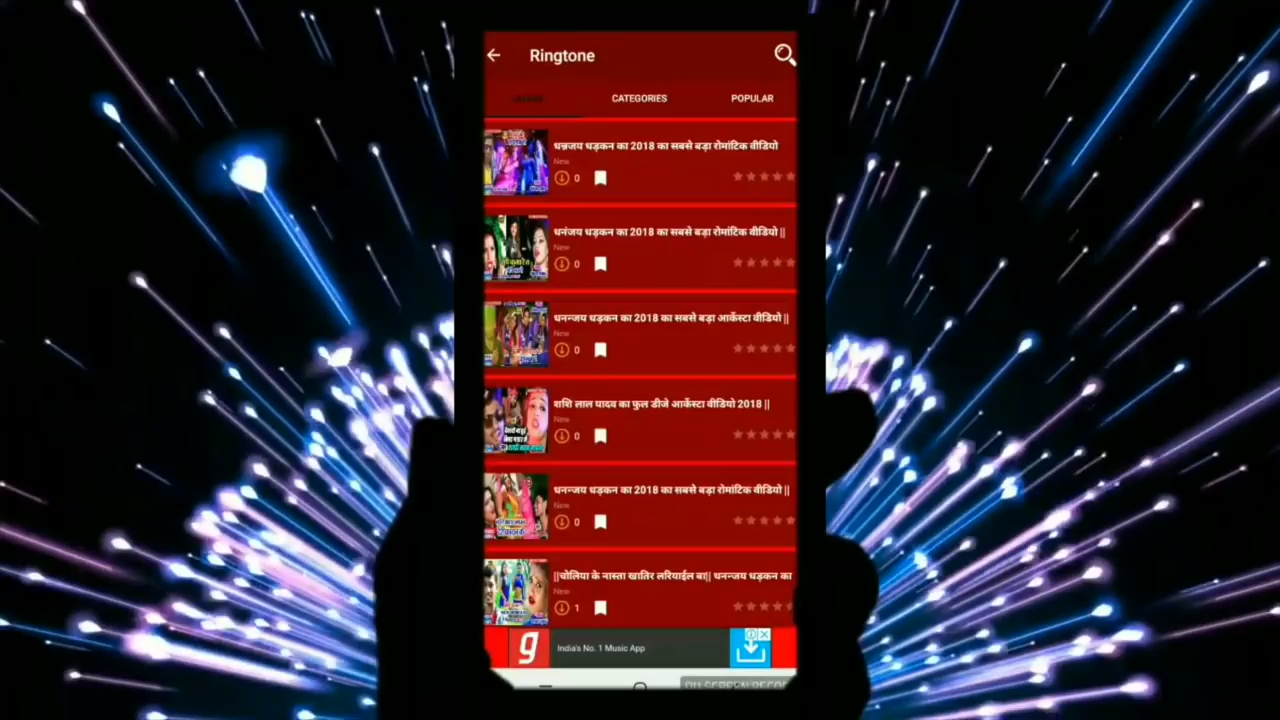 Ringtone
LATEST CATEGORIES POPULAR
धन्नजय धड़कन का 2018 का सबसे बड़ा रोमांटिक वीडियो
New
0
धनंजय धड़कन का 2018 का सबसे बड़ा रोमांटिक वीडियो ||
New
0
धनन्जय धड़कन का 2018 का सबसे बड़ा आर्केस्टा वीडियो ||
New
0
शशि लाल यादव का फुल डीजे आर्केस्टा वीडियो 2018 ||
New
0
धनन्जय धड़कन का 2018 का सबसे बड़ा रोमांटिक वीडियो ||
New
0
||चोलिया के नास्ता खातिर लरियाईल बा|| धनन्जय धड़कन का
New
1
g India's No. 1 Music App